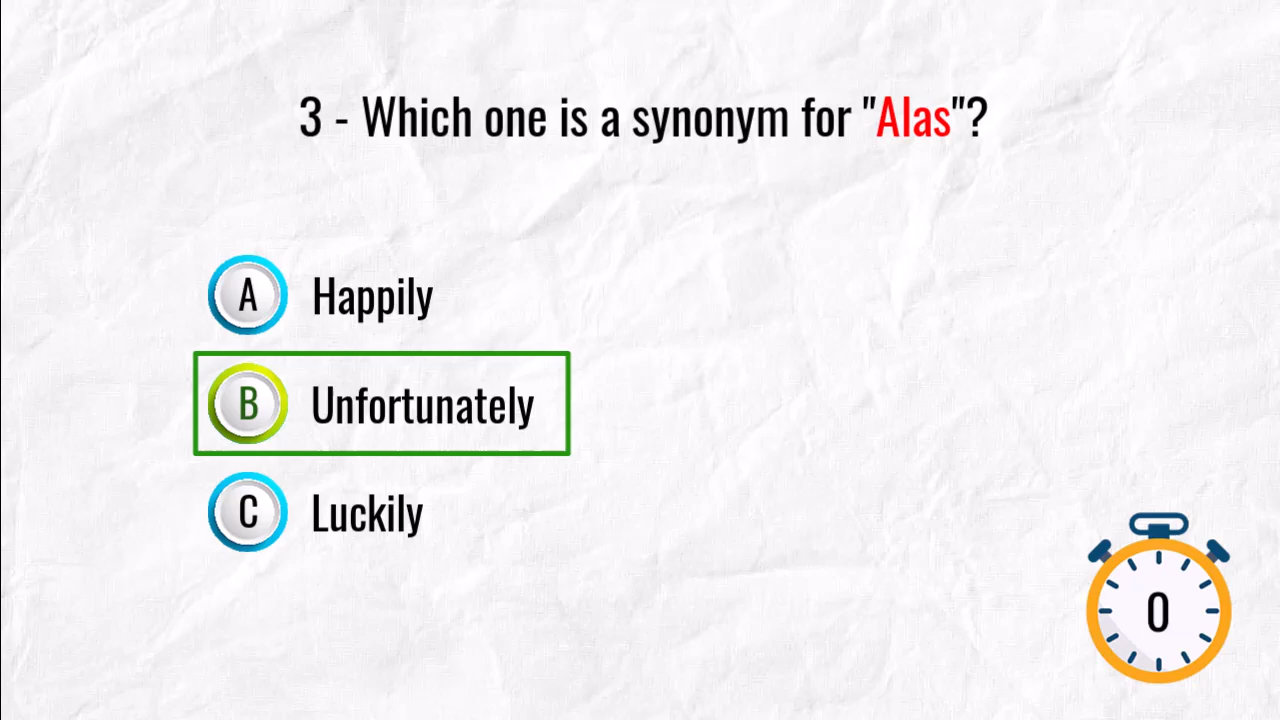 3 - Which one is a synonym for "Alas"?
A Happily
B Unfortunately
C Luckily
0